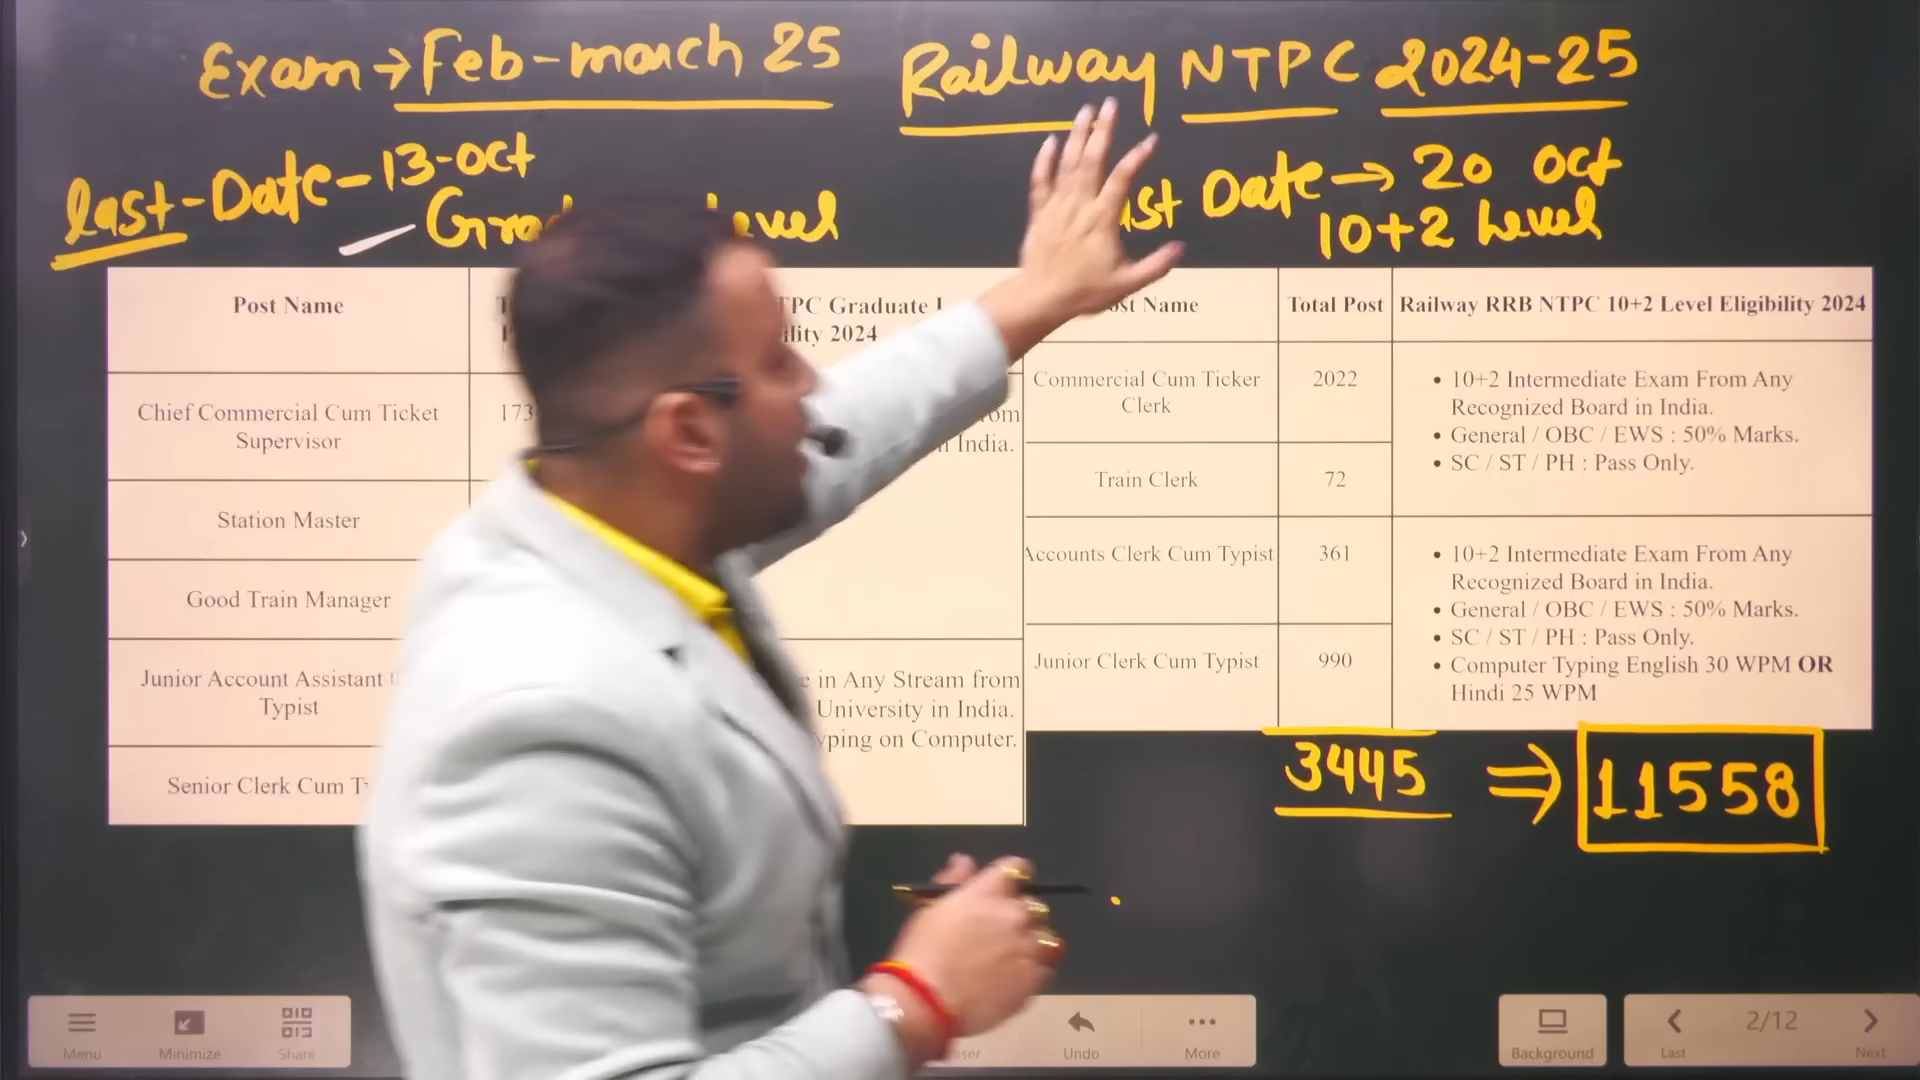 Exam → Feb-march 25
Railway NTPC 2024-25
last-Date-13-oct
Level
Date → 20 Oct
10+2 Level
Post Name
TPC Graduate
2024
Chief Commercial Cum Ticket
Supervisor
173
India.
Station Master
Good Train Manager
Junior Account Assistant
Typist
in Any Stream from
University in India.
on Computer.
Senior Clerk Cum
Name
Total Post
Railway RRB NTPC 10+2 Level Eligibility 2024
Commercial Cum Ticker
Clerk
2022
• 10+2 Intermediate Exam From Any
Recognized Board in India.
• General / OBC / EWS : 50% Marks.
• SC / ST / PH : Pass Only.
Train Clerk
72
Accounts Clerk Cum Typist
361
• 10+2 Intermediate Exam From Any
Recognized Board in India.
• General / OBC / EWS : 50% Marks.
• SC / ST / PH : Pass Only.
• Computer Typing English 30 WPM OR
Hindi 25 WPM
Junior Clerk Cum Typist
990
3445 ⇒ 11558
Menu
Minimize
Share
Undo
More
Background
Last
2/12
Next